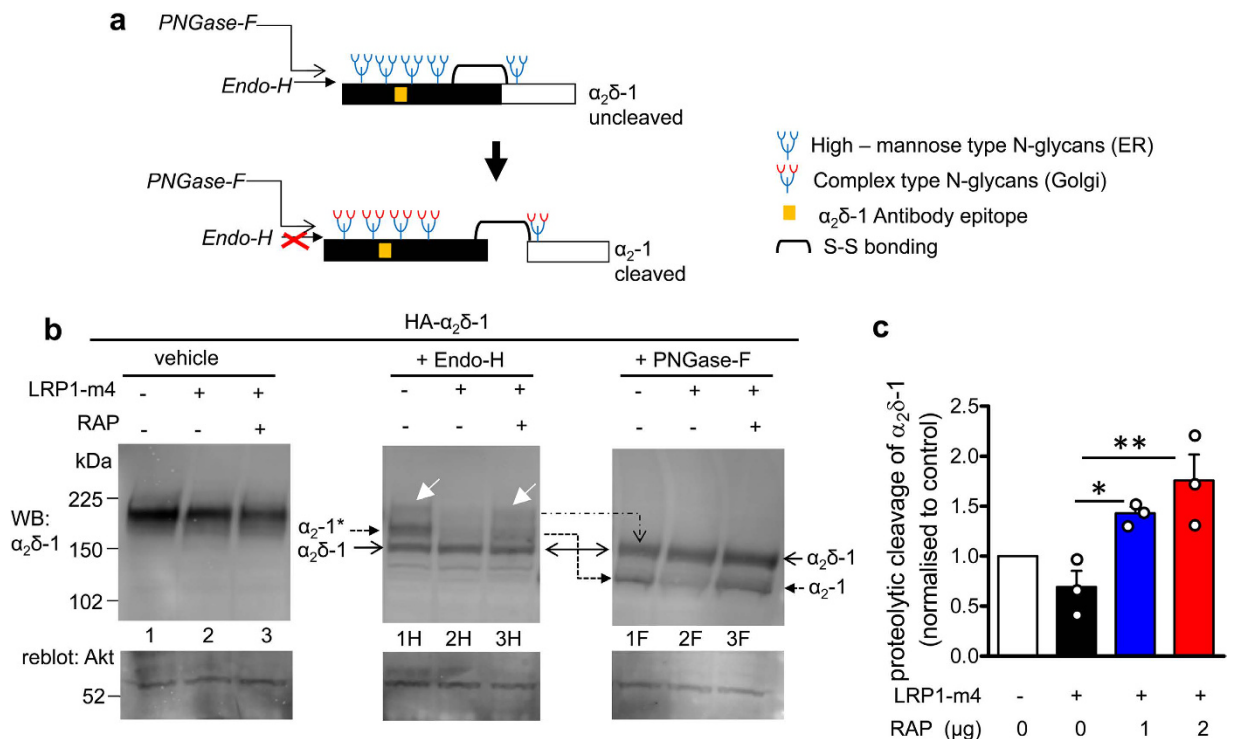 a
PNGase-F
Endo-H
α₂δ-1
uncleaved
PNGase-F
Endo-H
α₂-1
cleaved
High – mannose type N-glycans (ER)
Complex type N-glycans (Golgi)
α₂δ-1 Antibody epitope
S-S bonding
b
HA-α₂δ-1
vehicle + Endo-H + PNGase-F
LRP1-m4 - + + - + + - + +
RAP - - + - - + - - +
kDa
225
WB:
α₂δ-1
150
102
α₂-1*
α₂δ-1
α₂δ-1
α₂-1
1 2 3 1H 2H 3H 1F 2F 3F
reblot: Akt
52
c
proteolytic cleavage of α₂δ-1
(normalised to control)
2.5
2.0
1.5
1.0
0.5
0.0
**
*
LRP1-m4 - + + +
RAP (µg) 0 0 1 2